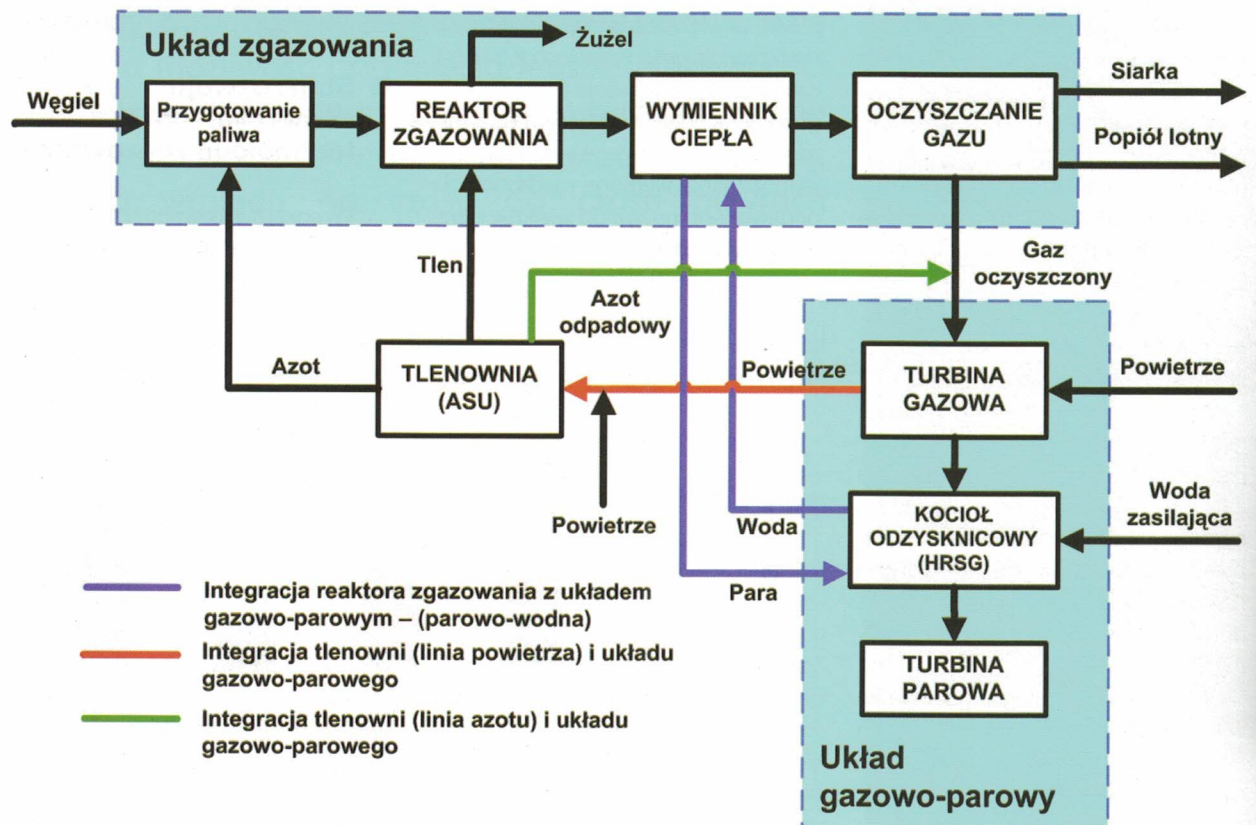 Układ zgazowania
Żużel
Siarka
Węgiel
Przygotowanie
paliwa
REAKTOR
ZGAZOWANIA
WYMIENNIK
CIEPŁA
OCZYSZCZANIE
GAZU
Popiół lotny
Tlen
Gaz
oczyszczony
Azot
odpadowy
Azot
TLENOWNIA
(ASU)
Powietrze
TURBINA
GAZOWA
Powietrze
Powietrze
Woda
KOCIOŁ
ODZYSKNICOWY
(HRSG)
Woda
zasilająca
Para
Integracja reaktora zgazowania z układem
gazowo-parowym – (parowo-wodna)
Integracja tlenowni (linia powietrza) i układu
gazowo-parowego
Integracja tlenowni (linia azotu) i układu
gazowo-parowego
TURBINA
PAROWA
Układ
gazowo-parowy